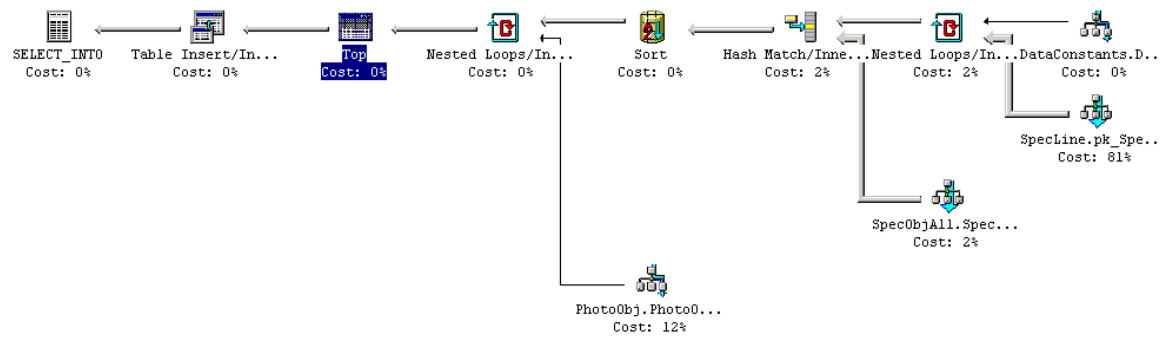 SELECT_INTO
Cost: 0%
Table Insert/In...
Cost: 0%
Top
Cost: 0%
Nested Loops/In...
Cost: 0%
Sort
Cost: 0%
Hash Match/Inne...
Cost: 2%
Nested Loops/In...
Cost: 2%
DataConstants.D..
Cost: 0%
SpecLine.pk_Spe..
Cost: 81%
SpecObjAll.Spec...
Cost: 2%
PhotoObj.PhotoO...
Cost: 12%